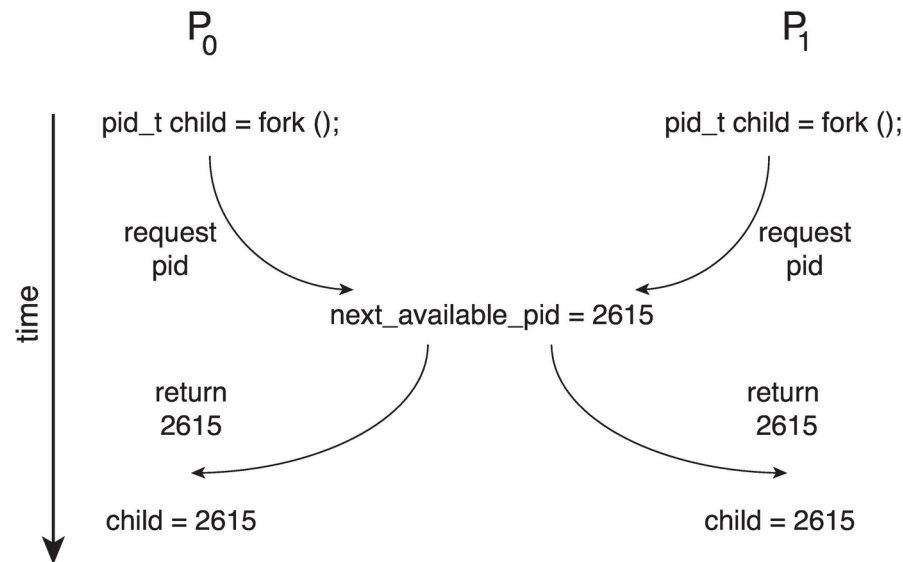 P0 P1
pid_t child = fork (); pid_t child = fork ();
request request
pid pid
time
next_available_pid = 2615
return return
2615 2615
child = 2615 child = 2615